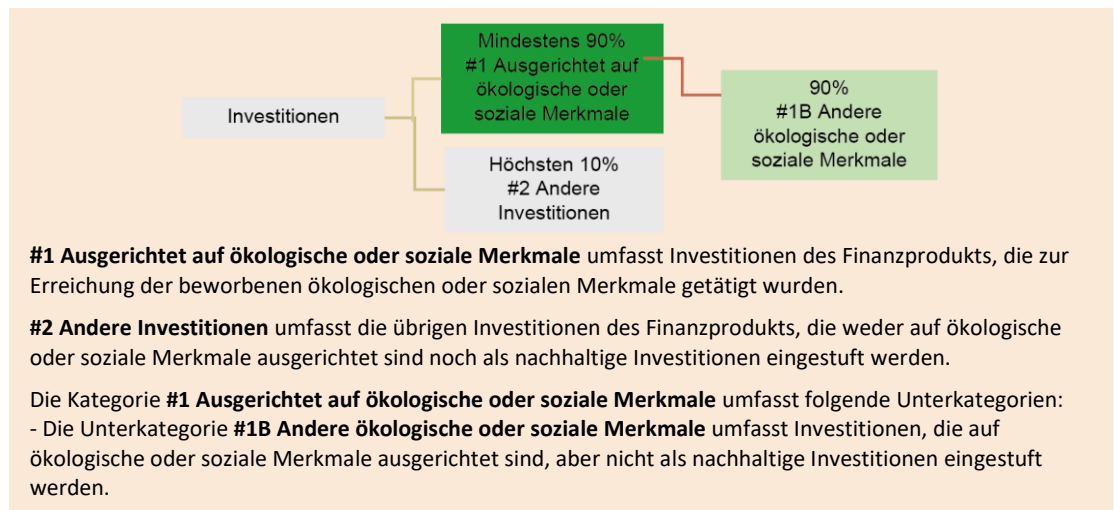 Mindestens 90%
#1 Ausgerichtet auf
ökologische oder
soziale Merkmale
90%
#1B Andere
ökologische oder
soziale Merkmale
Investitionen
Höchsten 10%
#2 Andere
Investitionen
#1 Ausgerichtet auf ökologische oder soziale Merkmale umfasst Investitionen des Finanzprodukts, die zur
Erreichung der beworbenen ökologischen oder sozialen Merkmale getätigt wurden.
#2 Andere Investitionen umfasst die übrigen Investitionen des Finanzprodukts, die weder auf ökologische
oder soziale Merkmale ausgerichtet sind noch als nachhaltige Investitionen eingestuft werden.
Die Kategorie #1 Ausgerichtet auf ökologische oder soziale Merkmale umfasst folgende Unterkategorien:
- Die Unterkategorie #1B Andere ökologische oder soziale Merkmale umfasst Investitionen, die auf
ökologische oder soziale Merkmale ausgerichtet sind, aber nicht als nachhaltige Investitionen eingestuft
werden.